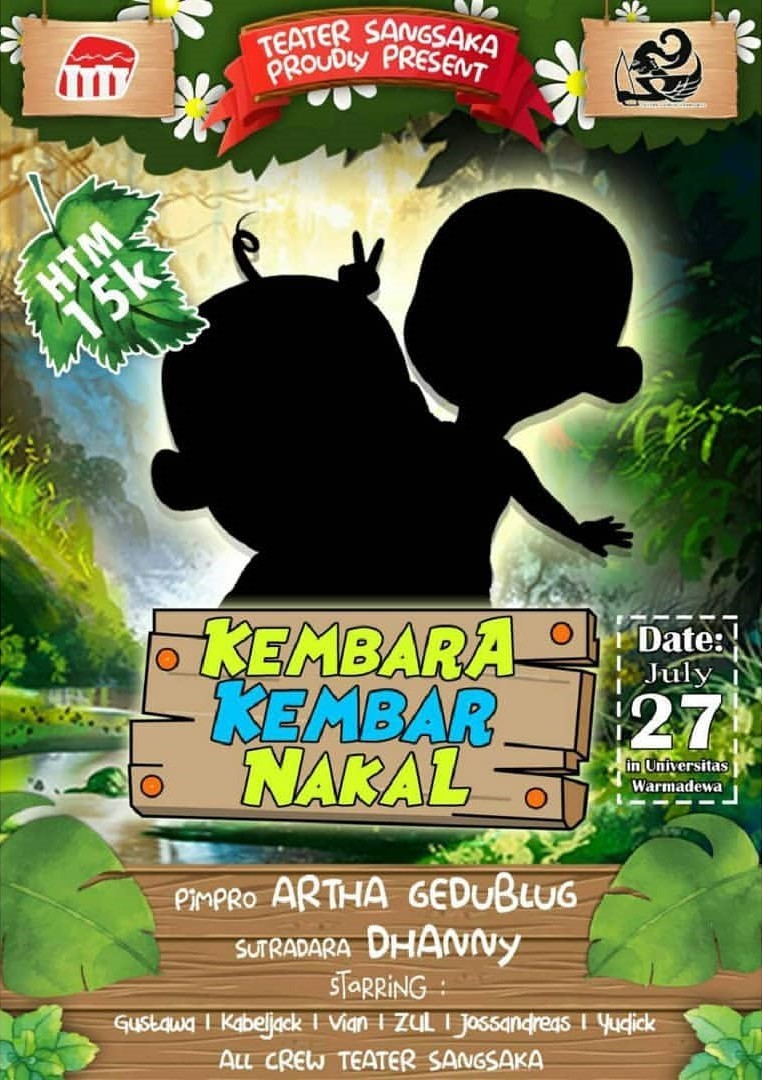 TEATER SANGSAKA
PROUDLY PRESENT
HTM
15k
KEMBARA
KEMBAR
NAKAL
Date:
July
27
in Universitas
Warmadewa
PIMPRO ARTHA GEDUBLUG
SUTRADARA DHANNY
STARRING :
Gustawa | Kabeljack | Vian | ZUL | Jossandreas | Yudick
ALL CREW TEATER SANGSAKA